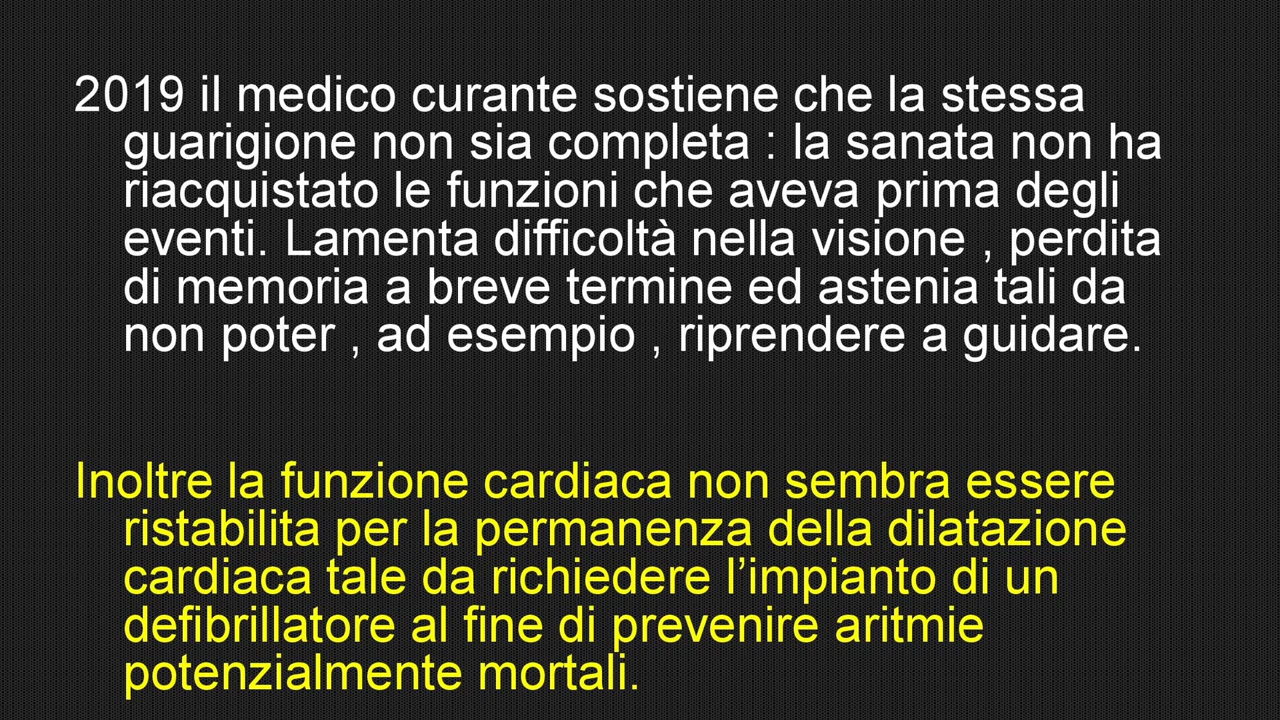 2019 il medico curante sostiene che la stessa
guarigione non sia completa : la sanata non ha
riacquistato le funzioni che aveva prima degli
eventi. Lamenta difficoltà nella visione , perdita
di memoria a breve termine ed astenia tali da
non poter , ad esempio , riprendere a guidare.
Inoltre la funzione cardiaca non sembra essere
ristabilita per la permanenza della dilatazione
cardiaca tale da richiedere l’impianto di un
defibrillatore al fine di prevenire aritmie
potenzialmente mortali.